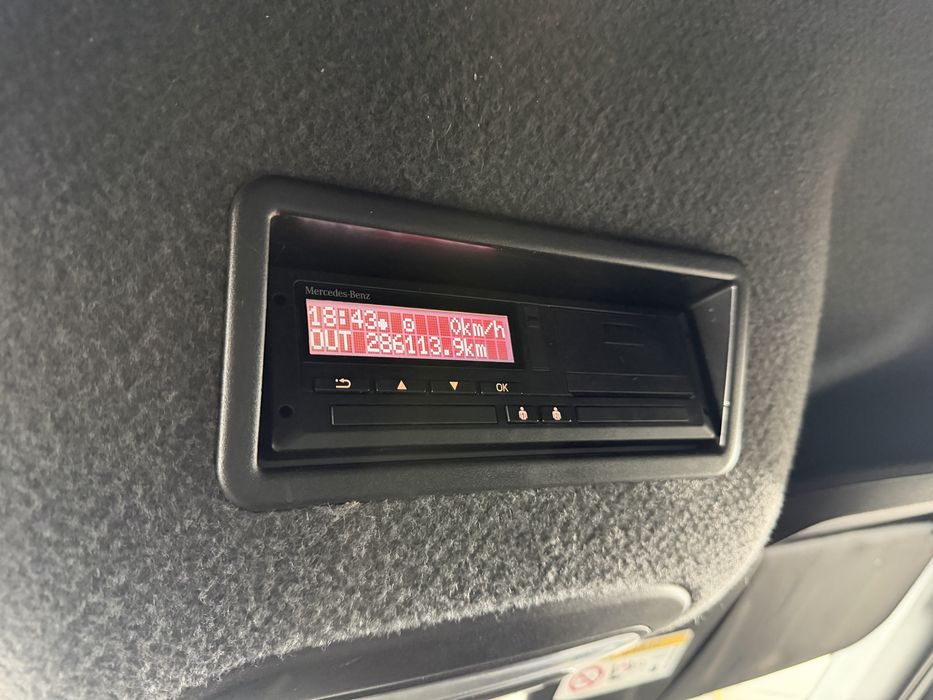 Mercedes-Benz
18:43 0km/h
OUT 286113.9km
OK